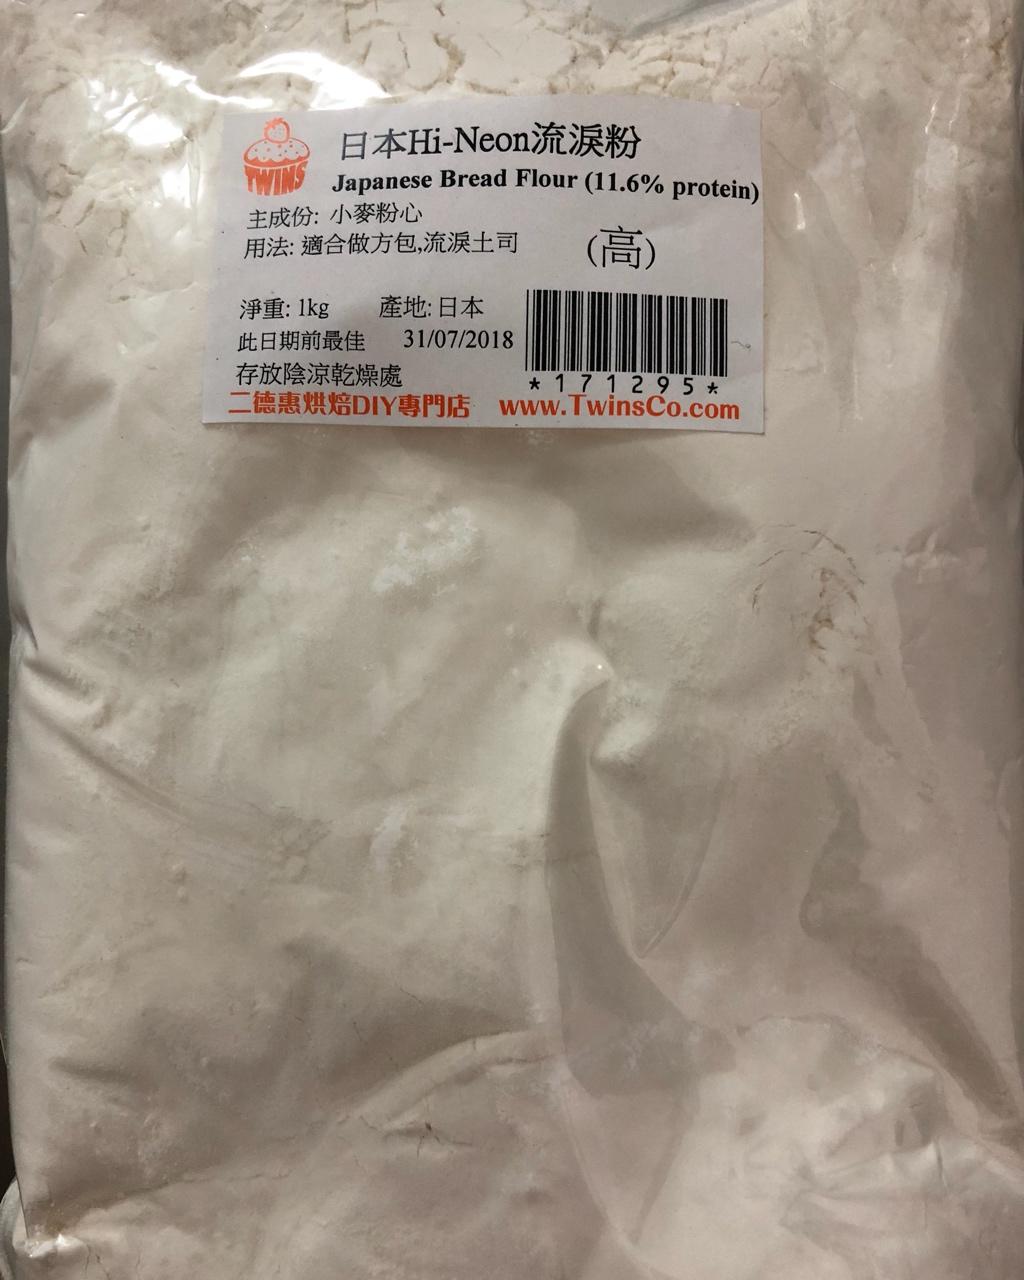 TWINS
日本Hi-Neon流淚粉
Japanese Bread Flour (11.6% protein)
主成份: 小麥粉心
用法: 適合做方包,流淚土司
(高)
淨重: 1kg 產地: 日本
此日期前最佳 31/07/2018
存放陰涼乾燥處
*171295*
二德惠烘焙DIY專門店 www.TwinsCo.com